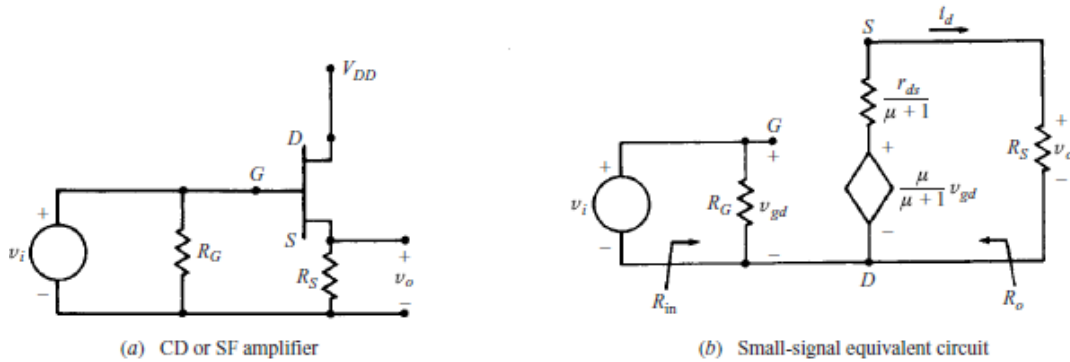 V_DD
D
G
S
+
v_i
−
R_G
R_S
+
v_o
−
(a) CD or SF amplifier
S
i_d
r_ds
μ + 1
+
G
+
v_i
−
R_G
v_gd
−
+
μ
μ + 1
v_gd
−
R_S
+
v_o
−
D
R_in
R_o
(b) Small-signal equivalent circuit